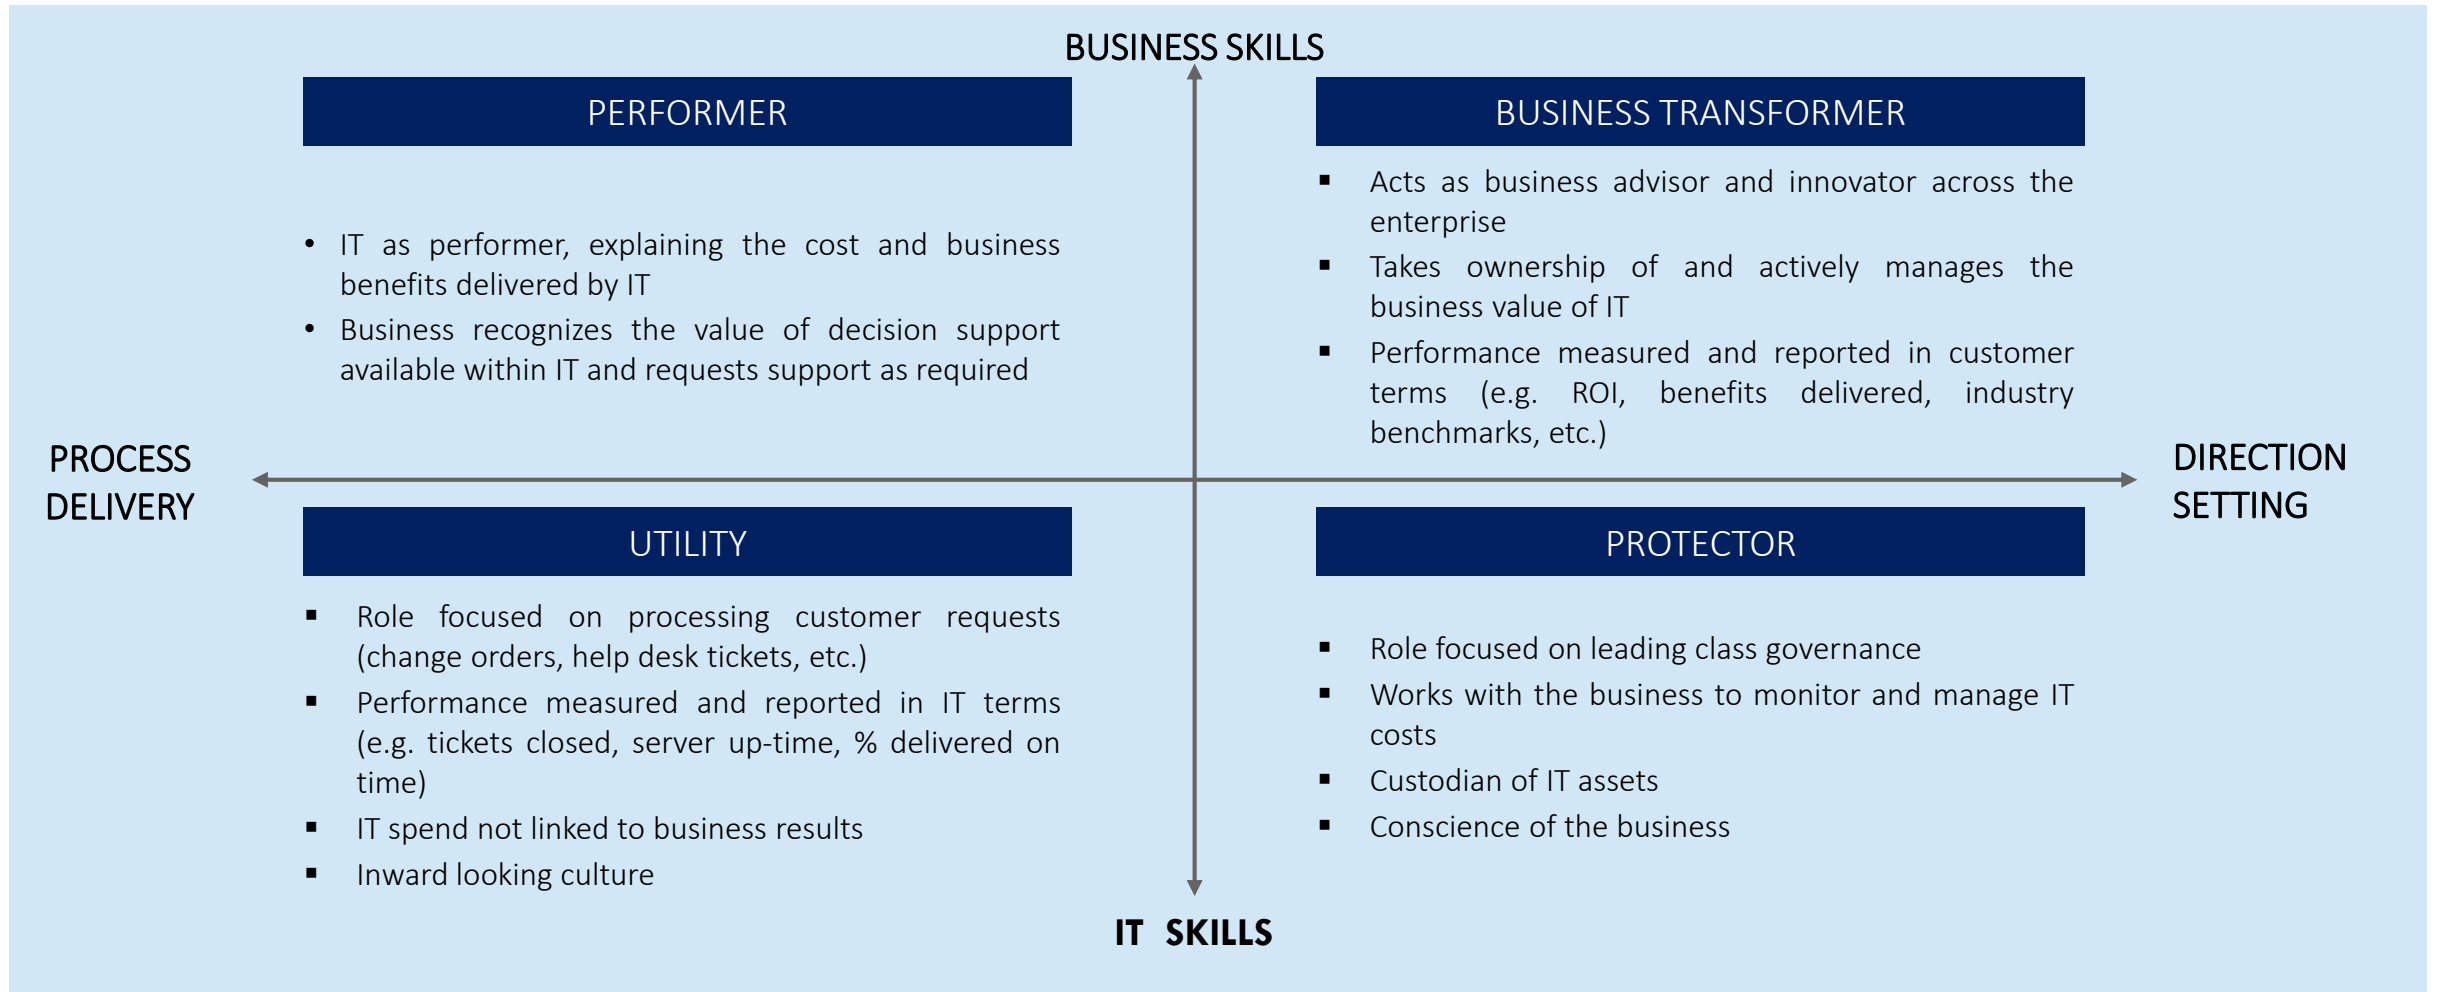 BUSINESS SKILLS
PERFORMER
• IT as performer, explaining the cost and business
benefits delivered by IT
• Business recognizes the value of decision support
available within IT and requests support as required
BUSINESS TRANSFORMER
▪ Acts as business advisor and innovator across the
enterprise
▪ Takes ownership of and actively manages the
business value of IT
▪ Performance measured and reported in customer
terms (e.g. ROI, benefits delivered, industry
benchmarks, etc.)
PROCESS
DELIVERY
DIRECTION
SETTING
UTILITY
▪ Role focused on processing customer requests
(change orders, help desk tickets, etc.)
▪ Performance measured and reported in IT terms
(e.g. tickets closed, server up-time, % delivered on
time)
▪ IT spend not linked to business results
▪ Inward looking culture
PROTECTOR
▪ Role focused on leading class governance
▪ Works with the business to monitor and manage IT
costs
▪ Custodian of IT assets
▪ Conscience of the business
IT SKILLS